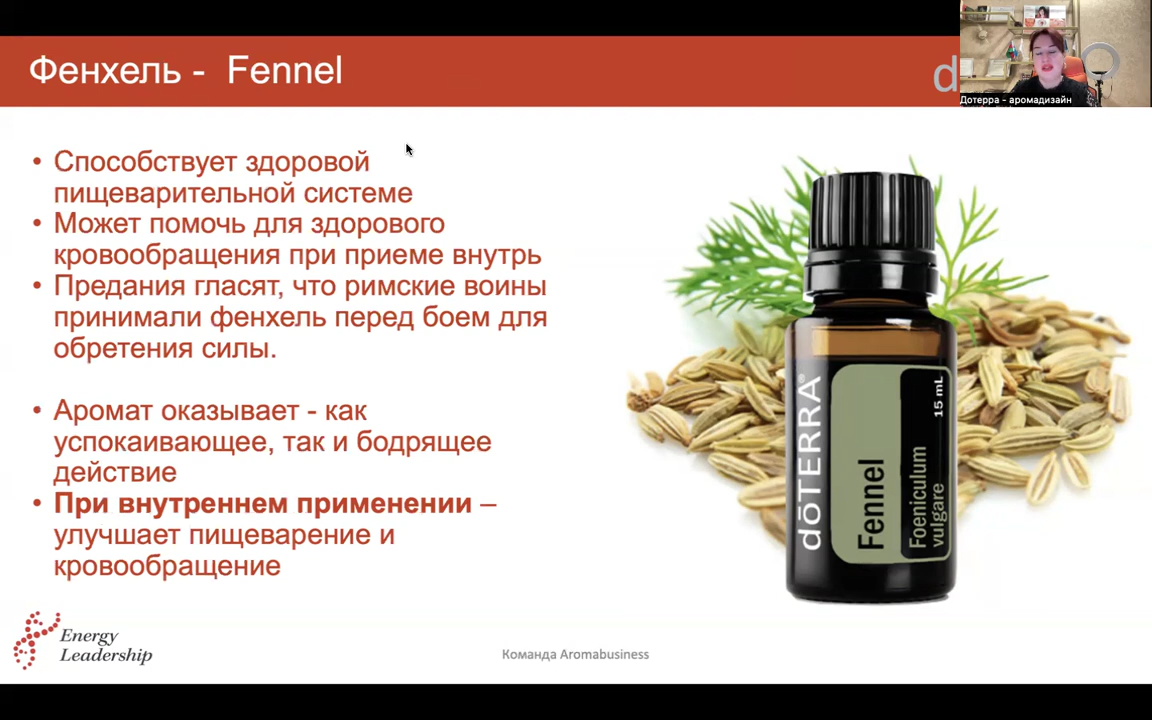 Фенхель -  Fennel
d
Дотерра - аромадизайн
• Способствует здоровой
пищеварительной системе
• Может помочь для здорового
кровообращения при приеме внутрь
• Предания гласят, что римские воины
принимали фенхель перед боем для
обретения силы.
• Аромат оказывает - как
успокаивающее, так и бодрящее
действие
• При внутреннем применении –
улучшает пищеварение и
кровообращение
dōTERRA®
Fennel
Foeniculum
vulgare
15 mL
Energy
Leadership
Команда Aromabusiness